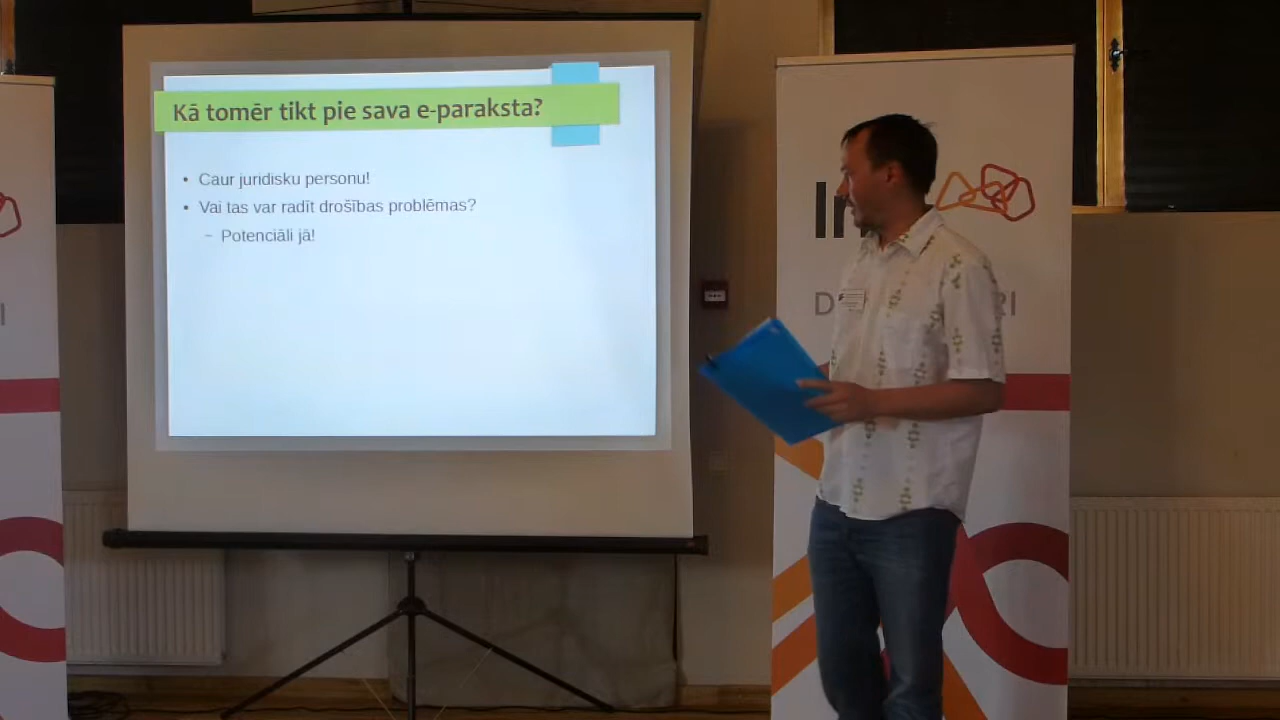 Kā tomēr tikt pie sava e-paraksta?
• Caur juridisku personu!
• Vai tas var radīt drošības problēmas?
– Potenciāli jā!